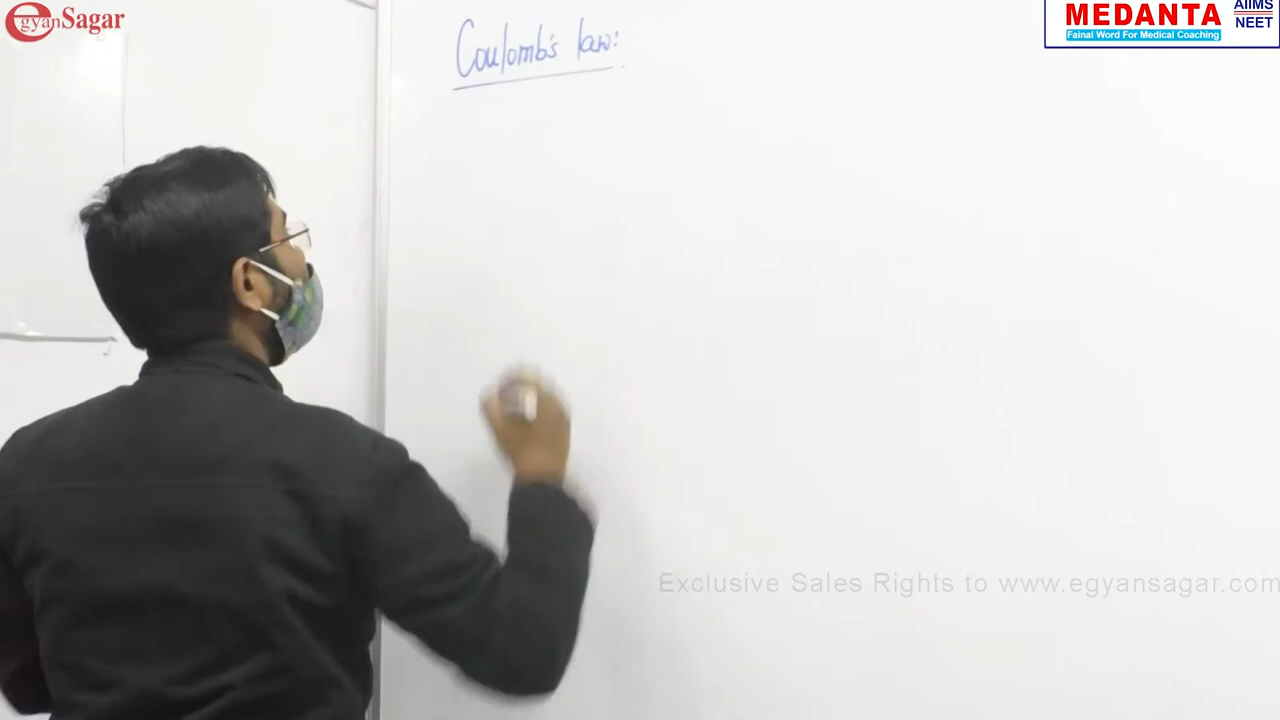 egyanSagar
Coulomb's law:
MEDANTA
Fainal Word For Medical Coaching
AIIMS
NEET
Exclusive Sales Rights to www.egyansagar.com